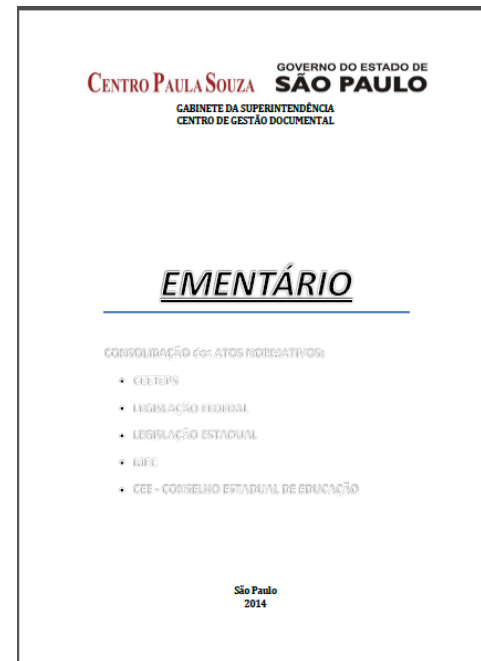 CENTRO PAULA SOUZA
GOVERNO DO ESTADO DE
SÃO PAULO
GABINETE DA SUPERINTENDÊNCIA
CENTRO DE GESTÃO DOCUMENTAL
EMENTÁRIO
CONSOLIDAÇÃO dos ATOS NORMATIVOS:
• CEETEPS
• LEGISLAÇÃO FEDERAL
• LEGISLAÇÃO ESTADUAL
• MEC
• CEE – CONSELHO ESTADUAL DE EDUCAÇÃO
São Paulo
2014